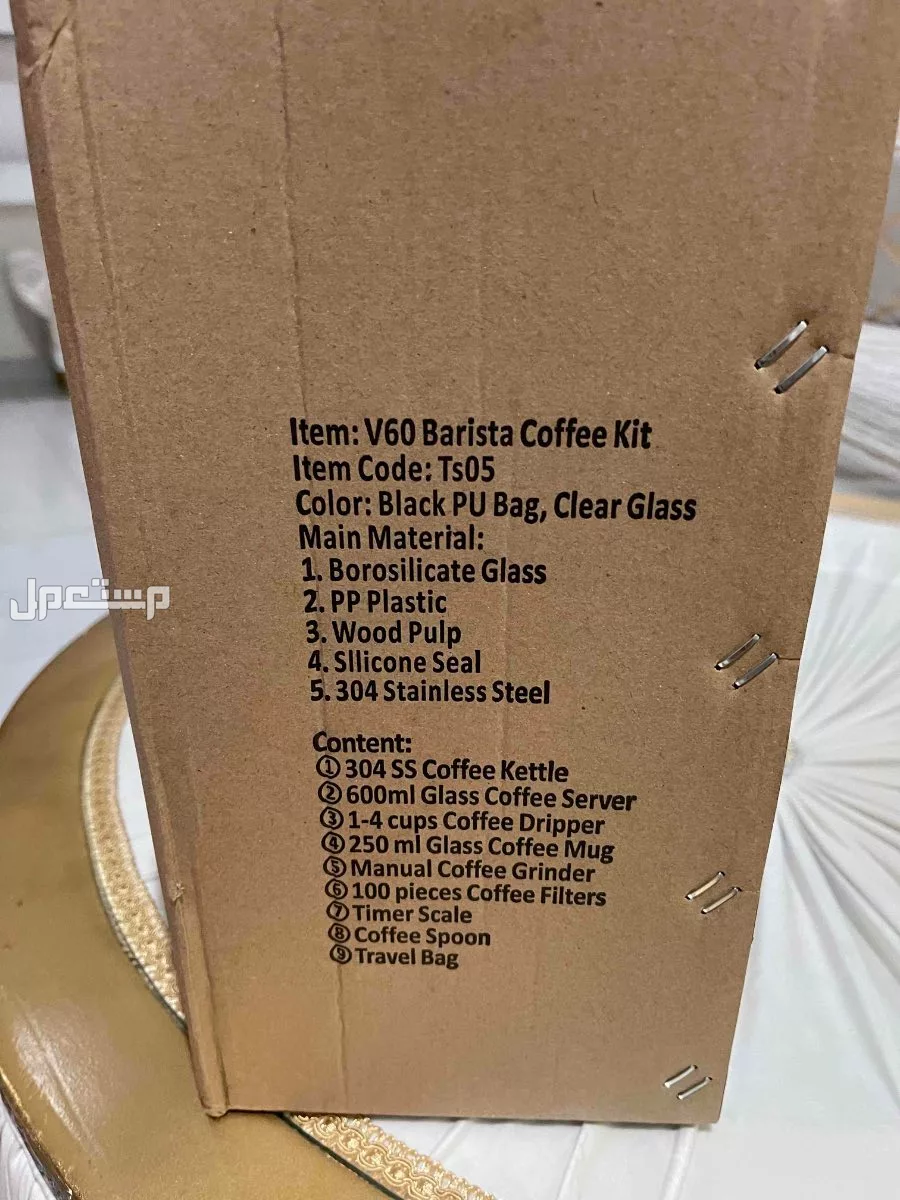 Item: V60 Barista Coffee Kit
Item Code: Ts05
Color: Black PU Bag, Clear Glass
Main Material:
1. Borosilicate Glass
2. PP Plastic
3. Wood Pulp
4. Sllicone Seal
5. 304 Stainless Steel
Content:
① 304 SS Coffee Kettle
② 600ml Glass Coffee Server
③ 1-4 cups Coffee Dripper
④ 250 ml Glass Coffee Mug
⑤ Manual Coffee Grinder
⑥ 100 pieces Coffee Filters
⑦ Timer Scale
⑧ Coffee Spoon
⑨ Travel Bag
مستعمل